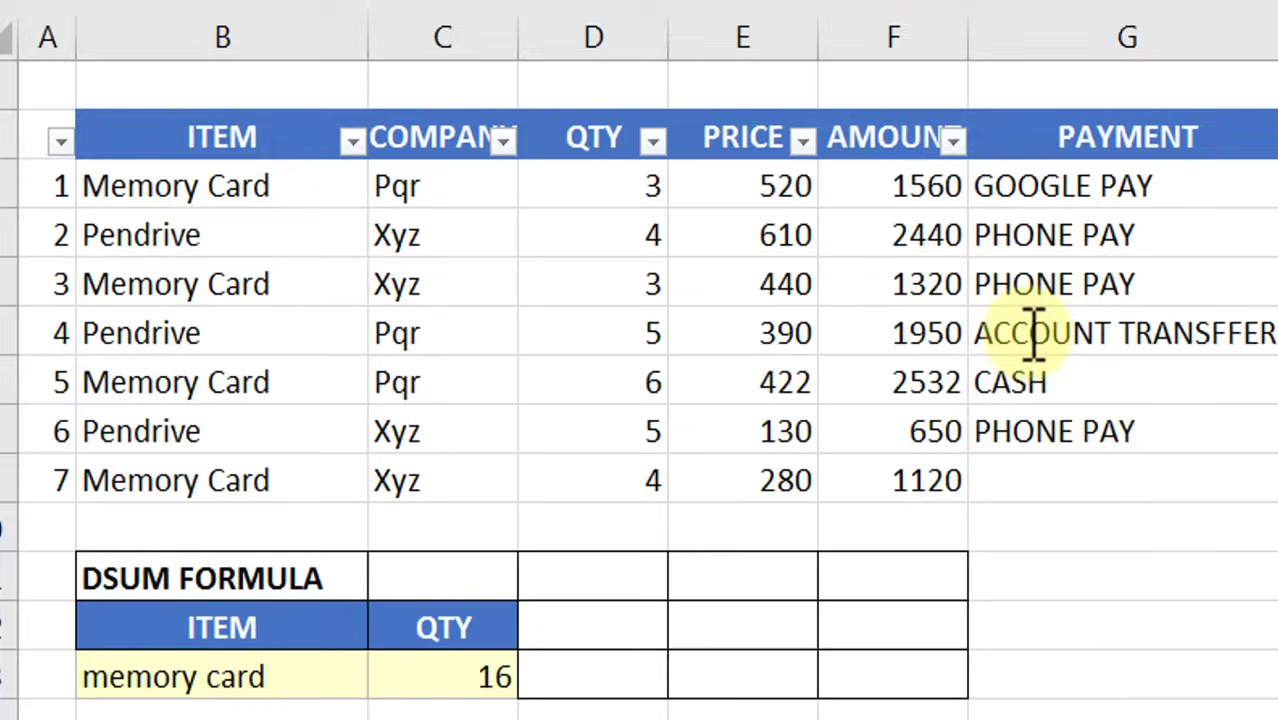 A B C D E F G
ITEM COMPAN QTY PRICE AMOUN PAYMENT
1 Memory Card Pqr 3 520 1560 GOOGLE PAY
2 Pendrive Xyz 4 610 2440 PHONE PAY
3 Memory Card Xyz 3 440 1320 PHONE PAY
4 Pendrive Pqr 5 390 1950 ACCOUNT TRANSFFER
5 Memory Card Pqr 6 422 2532 CASH
6 Pendrive Xyz 5 130 650 PHONE PAY
7 Memory Card Xyz 4 280 1120
DSUM FORMULA
ITEM QTY
memory card 16